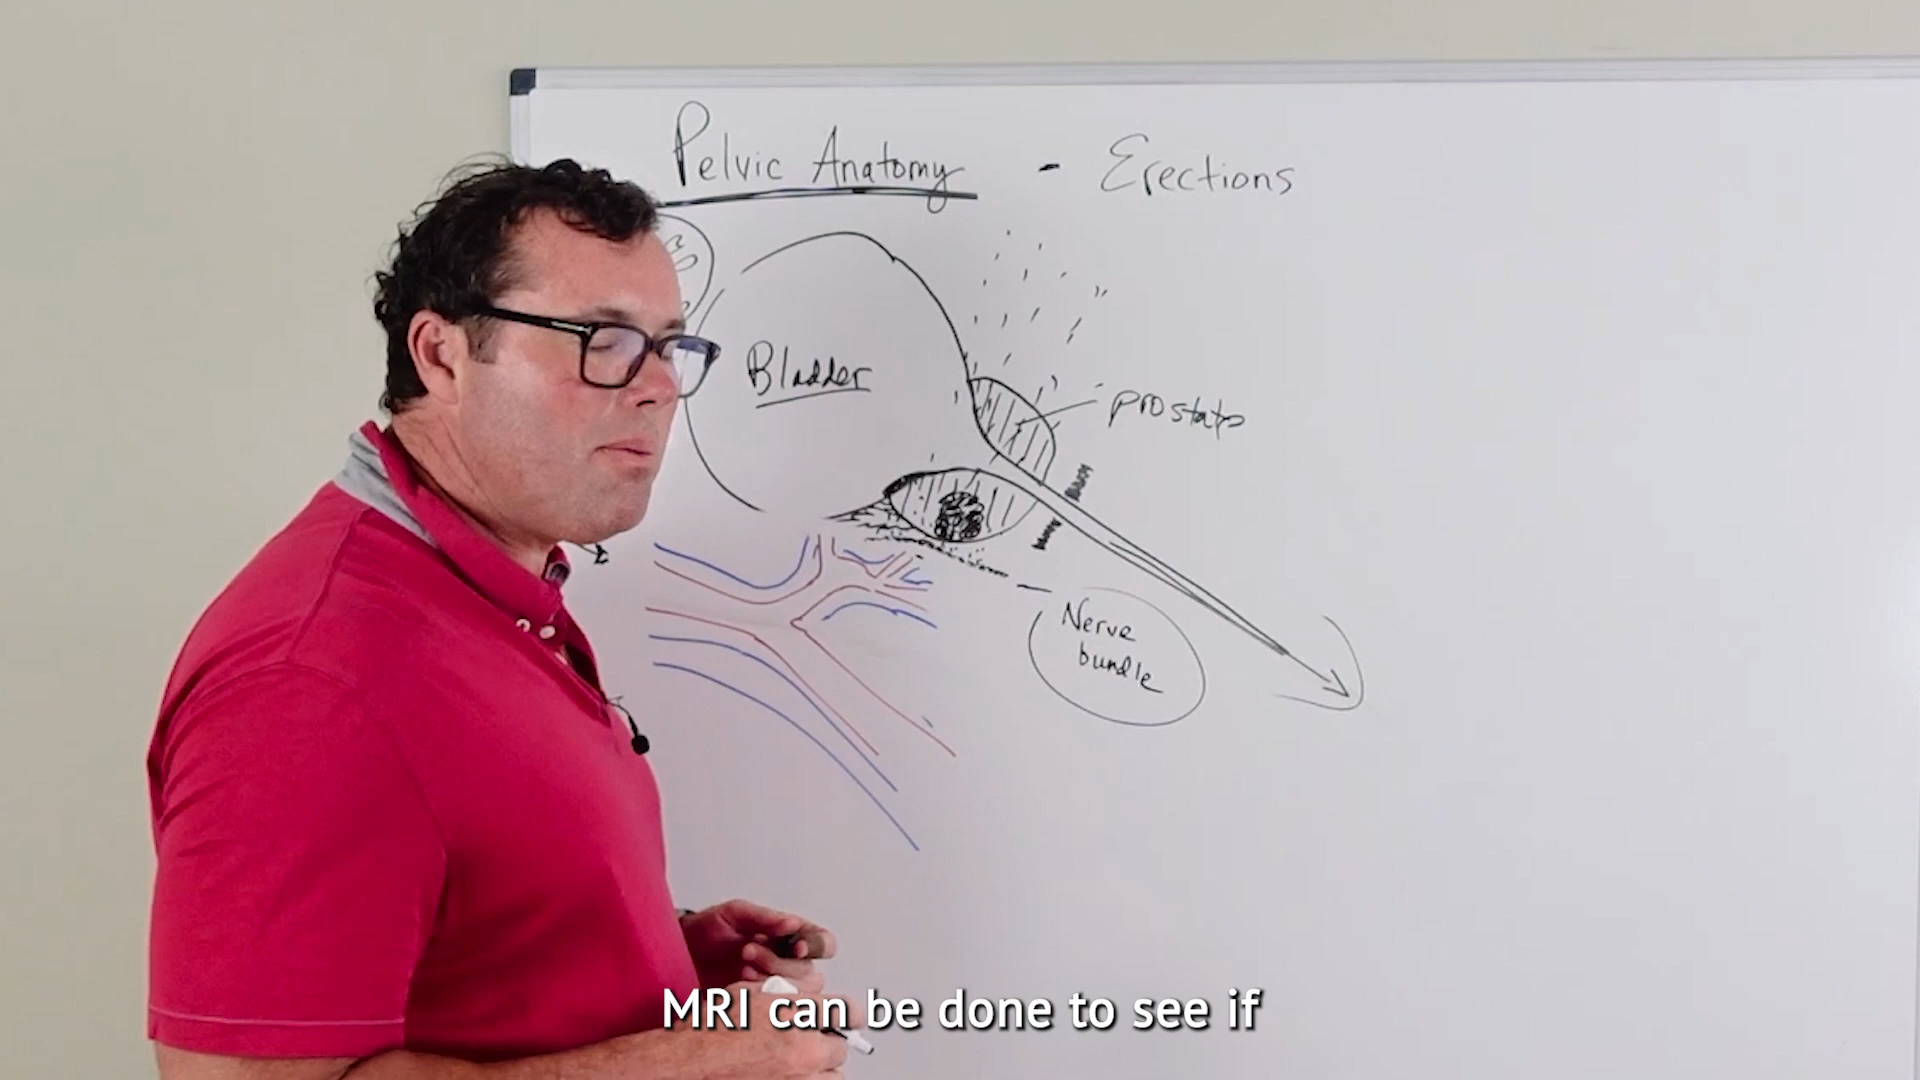 Pelvic Anatomy - Erections
Bladder
prostate
Nerve
bundle
MRI can be done to see if